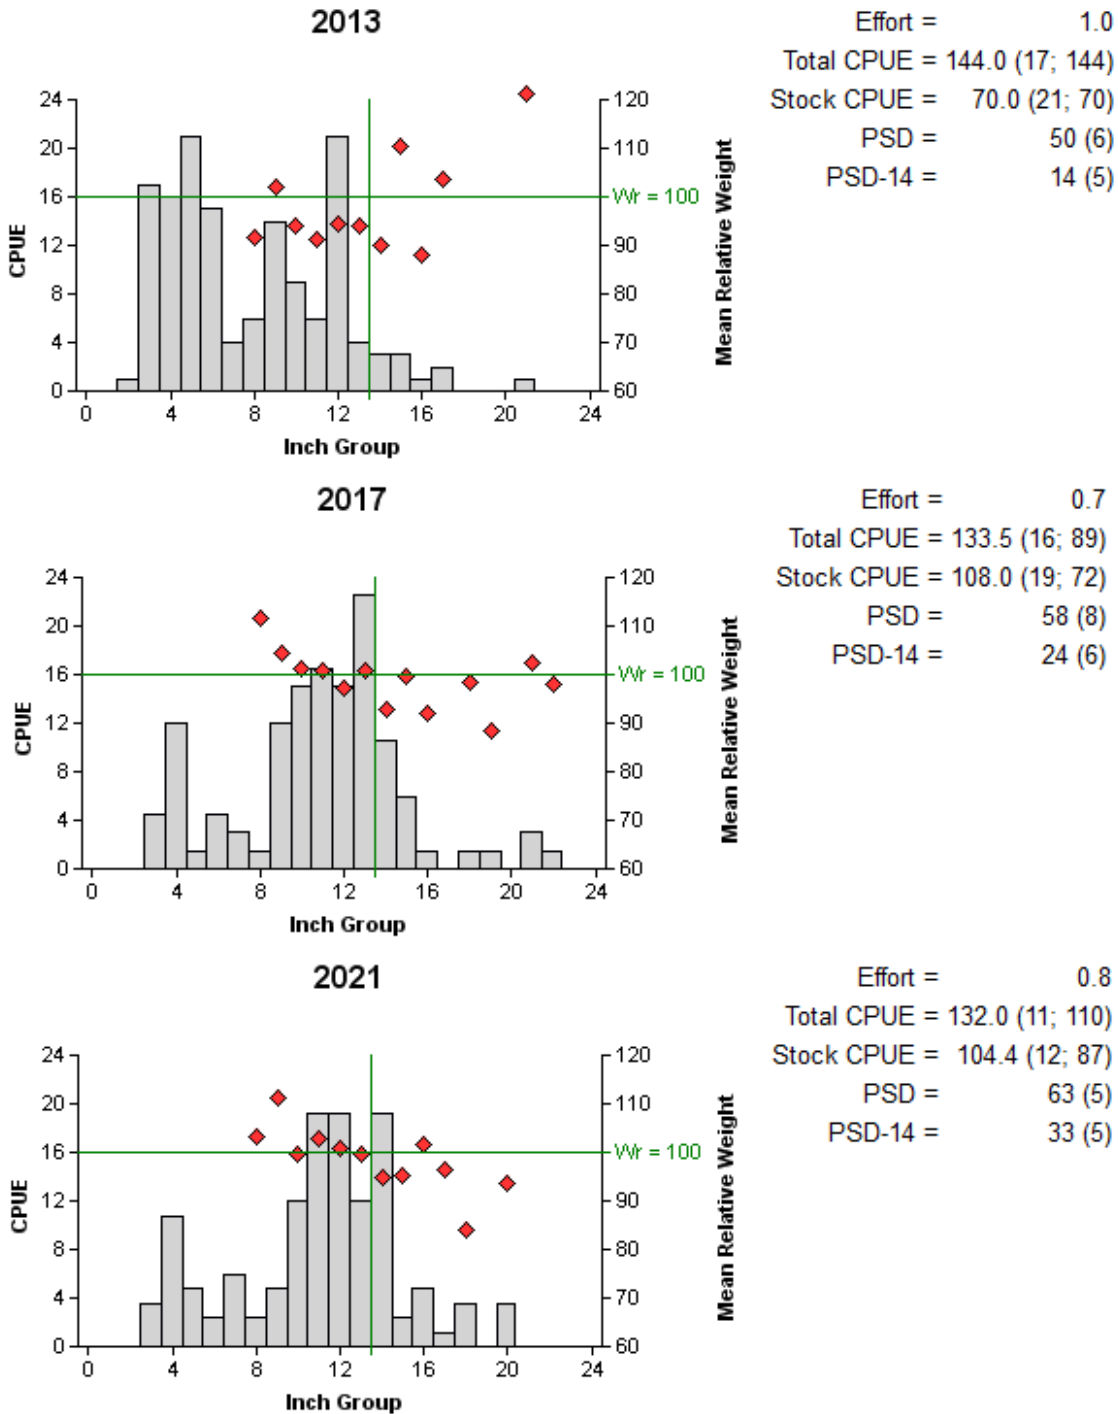 2013
Effort = 1.0
Total CPUE = 144.0 (17; 144)
Stock CPUE = 70.0 (21; 70)
PSD = 50 (6)
PSD-14 = 14 (5)
24 120
20 110
16 Wr = 100
12 90
8 80
4 70
0 60
0 4 8 12 16 20 24
CPUE
Mean Relative Weight
Inch Group
2017
Effort = 0.7
Total CPUE = 133.5 (16; 89)
Stock CPUE = 108.0 (19; 72)
PSD = 58 (8)
PSD-14 = 24 (6)
24 120
20 110
16 Wr = 100
12 90
8 80
4 70
0 60
0 4 8 12 16 20 24
CPUE
Mean Relative Weight
Inch Group
2021
Effort = 0.8
Total CPUE = 132.0 (11; 110)
Stock CPUE = 104.4 (12; 87)
PSD = 63 (5)
PSD-14 = 33 (5)
24 120
20 110
16 Wr = 100
12 90
8 80
4 70
0 60
0 4 8 12 16 20 24
CPUE
Mean Relative Weight
Inch Group